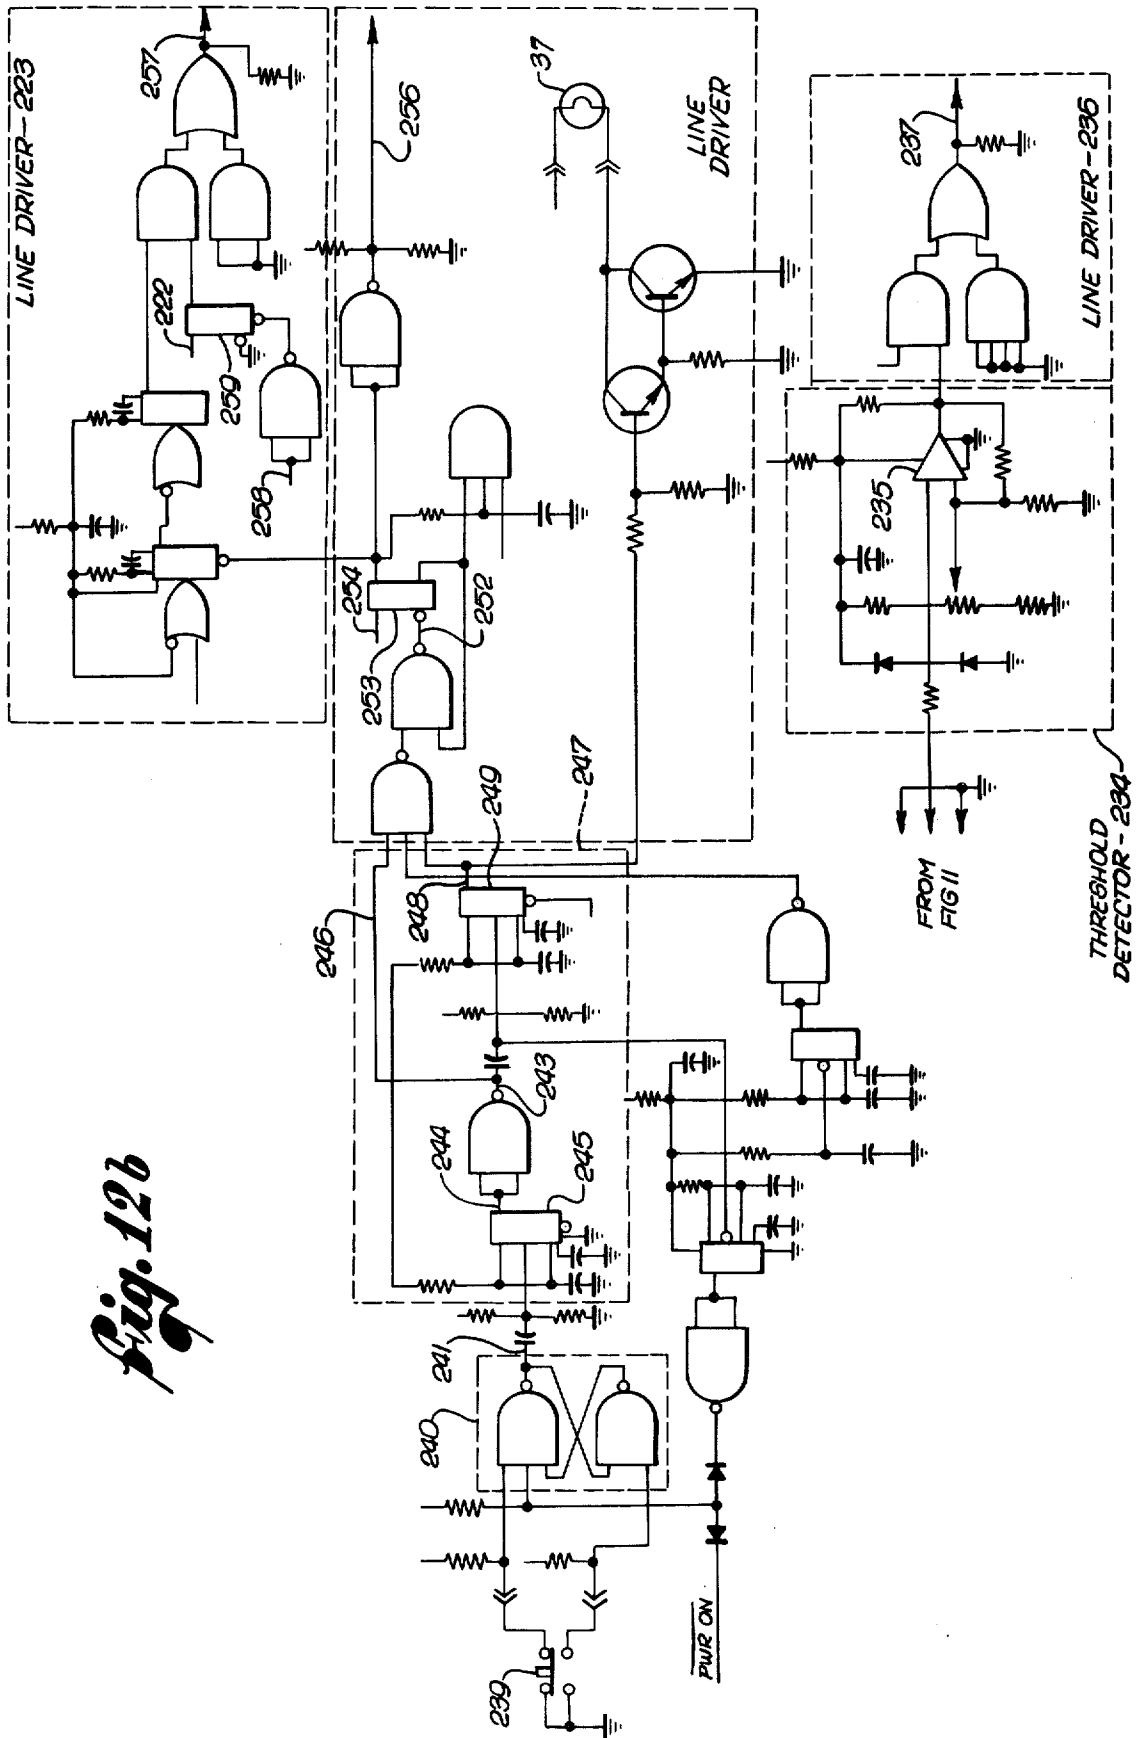 LINE DRIVER-223
257
222
259
258
256
37
LINE
DRIVER
254
253
252
247
249
248
246
243
244
245
241
240
239
PWR ON
237
LINE DRIVER-236
235
FROM
FIG 11
THREGHOLD
DETECTOR-234
Fig. 12b